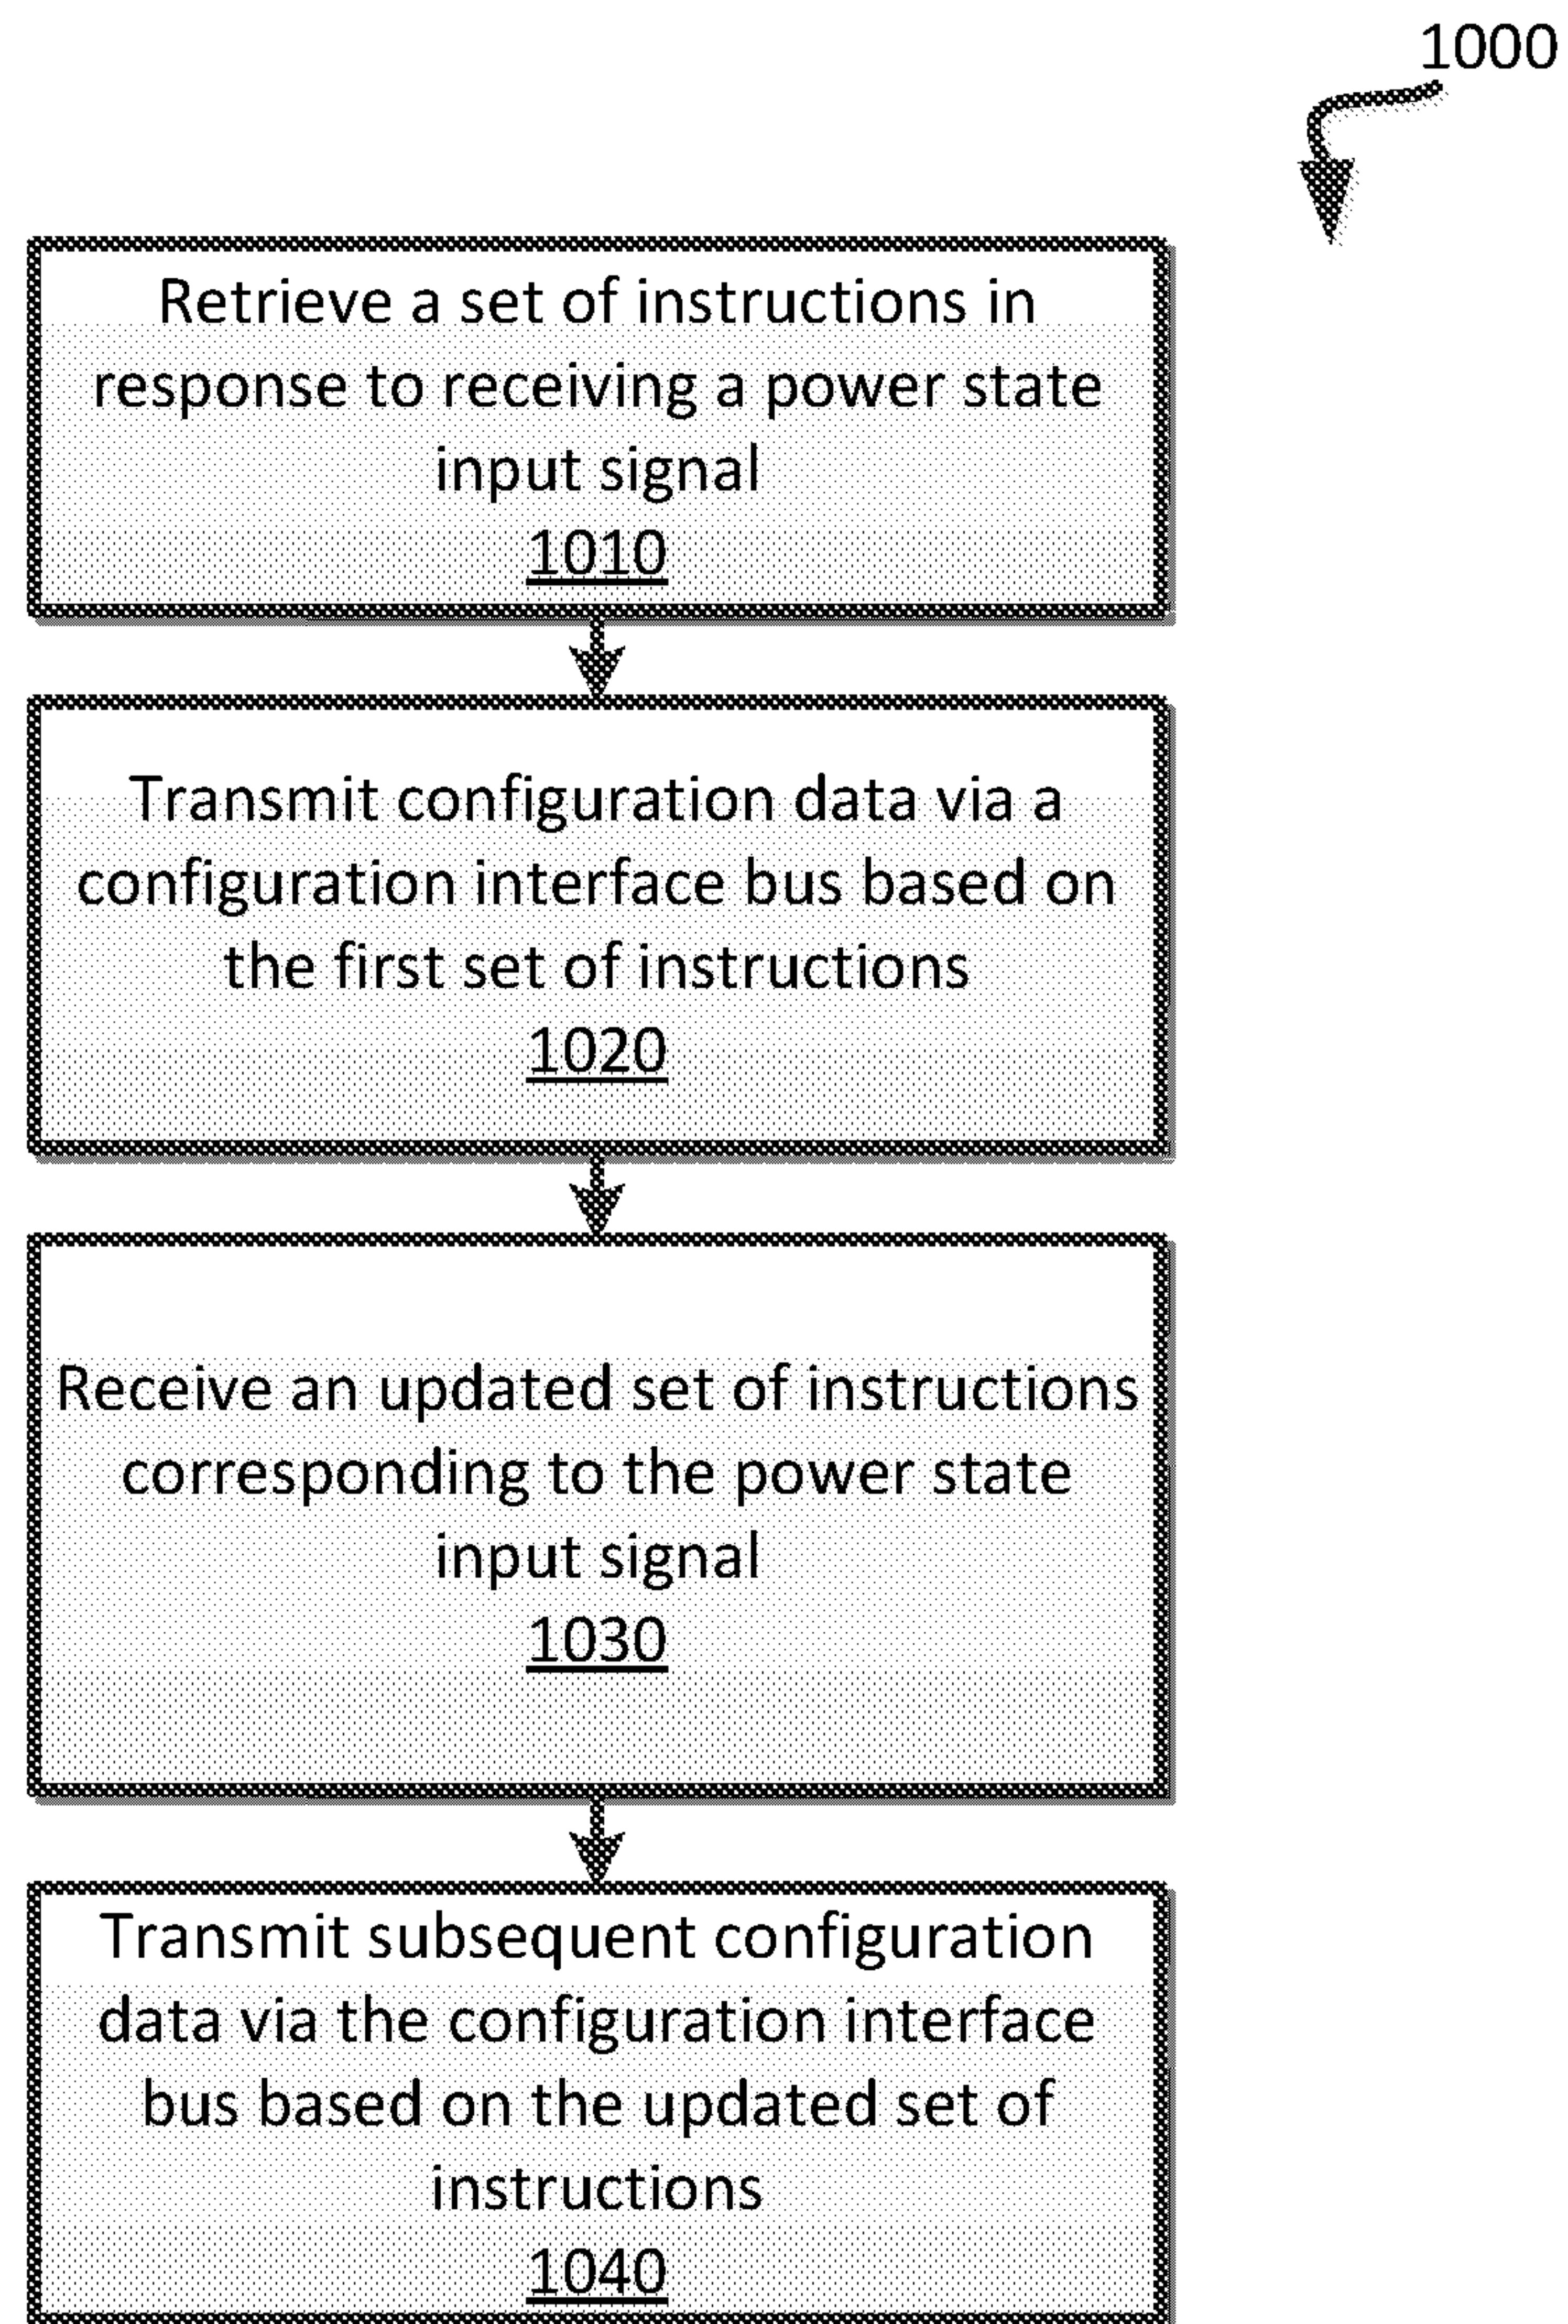 1000
Retrieve a set of instructions in
response to receiving a power state
input signal
1010
Transmit configuration data via a
configuration interface bus based on
the first set of instructions
1020
Receive an updated set of instructions
corresponding to the power state
input signal
1030
Transmit subsequent configuration
data via the configuration interface
bus based on the updated set of
instructions
1040